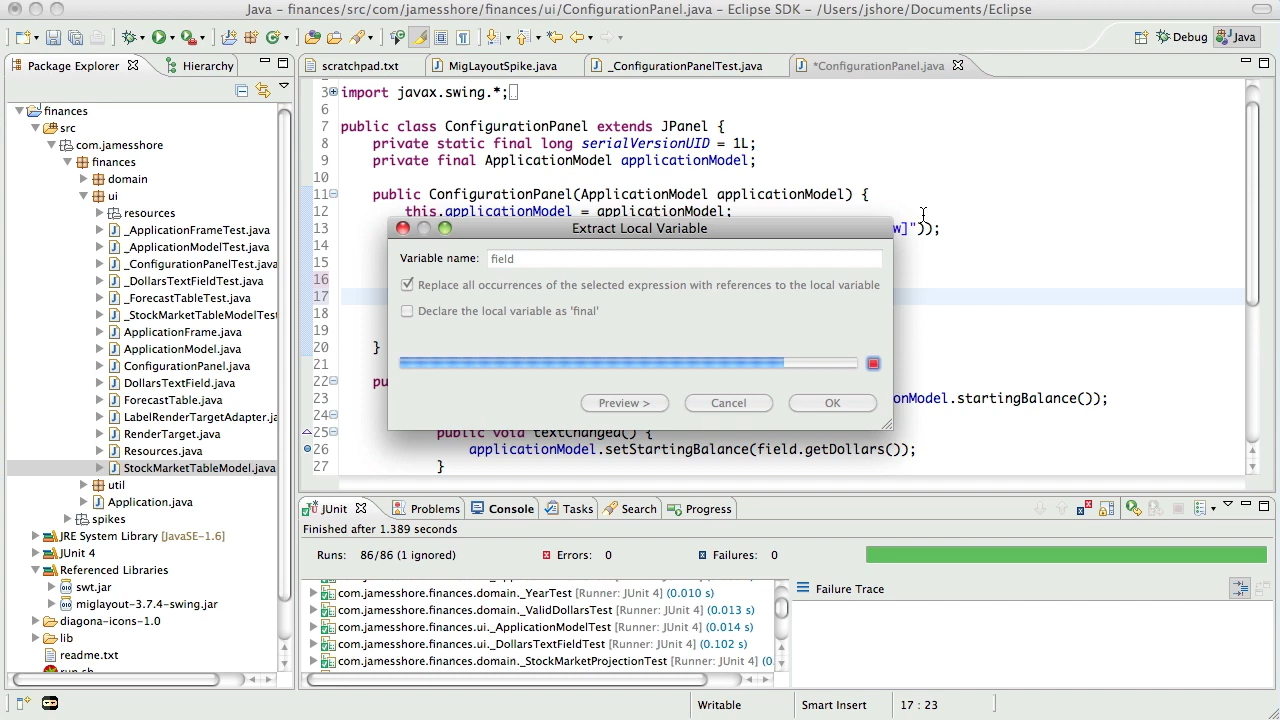 Java - finances/src/com/jamesshore/finances/ui/ConfigurationPanel.java - Eclipse SDK - /Users/jshore/Documents/Eclipse
Debug Java
Package Explorer Hierarchy
finances
src
com.jamesshore
finances
domain
ui
resources
_ApplicationFrameTest.java
_ApplicationModelTest.java
_ConfigurationPanelTest.java
_DollarsTextFieldTest.java
_ForecastTableTest.java
_StockMarketTableModelTest
ApplicationFrame.java
ApplicationModel.java
ConfigurationPanel.java
DollarsTextField.java
ForecastTable.java
LabelRenderTargetAdapter.ja
RenderTarget.java
Resources.java
StockMarketTableModel.java
util
Application.java
spikes
JRE System Library [JavaSE-1.6]
JUnit 4
Referenced Libraries
swt.jar
miglayout-3.7.4-swing.jar
diagona-icons-1.0
lib
readme.txt
run.sh
scratchpad.txt MigLayoutSpike.java _ConfigurationPanelTest.java *ConfigurationPanel.java
3 import javax.swing.*;
6
7 public class ConfigurationPanel extends JPanel {
8 private static final long serialVersionUID = 1L;
9 private final ApplicationModel applicationModel;
10
11 public ConfigurationPanel(ApplicationModel applicationModel) {
12 this.applicationModel = applicationModel;
13 w]"));
14
15
16
17
18
19
20 }
21
22 pu
23 onModel.startingBalance());
24
25 public void textChanged() {
26 applicationModel.setStartingBalance(field.getDollars());
27 }
Extract Local Variable
Variable name: field
Replace all occurrences of the selected expression with references to the local variable
Declare the local variable as 'final'
Preview > Cancel OK
JUnit Problems Console Tasks Search Progress
Finished after 1.389 seconds
Runs: 86/86 (1 ignored) Errors: 0 Failures: 0
com.jamesshore.finances.domain._YearTest [Runner: JUnit 4] (0.010 s)
com.jamesshore.finances.domain._ValidDollarsTest [Runner: JUnit 4] (0.013 s)
com.jamesshore.finances.ui._ApplicationModelTest [Runner: JUnit 4] (0.014 s)
com.jamesshore.finances.ui._DollarsTextFieldTest [Runner: JUnit 4] (0.102 s)
com.jamesshore.finances.domain._StockMarketProjectionTest [Runner: JUnit 4] (0
Failure Trace
Writable Smart Insert 17 : 23